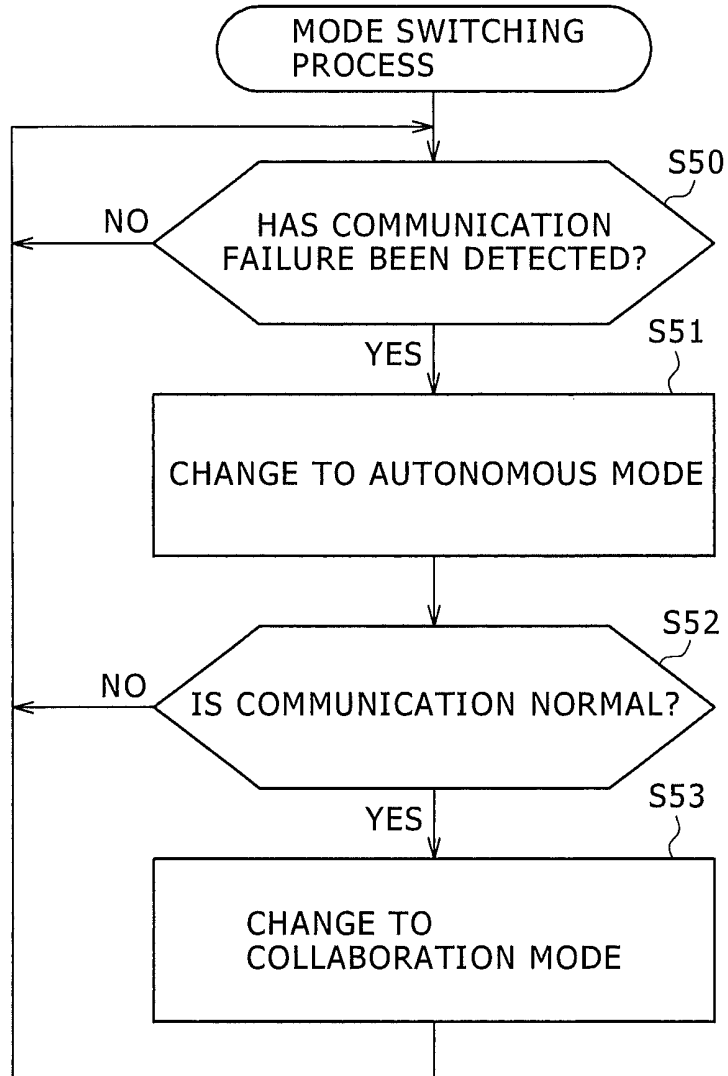 MODE SWITCHING
PROCESS
S50
NO
HAS COMMUNICATION
FAILURE BEEN DETECTED?
YES
S51
CHANGE TO AUTONOMOUS MODE
S52
NO
IS COMMUNICATION NORMAL?
YES
S53
CHANGE TO
COLLABORATION MODE